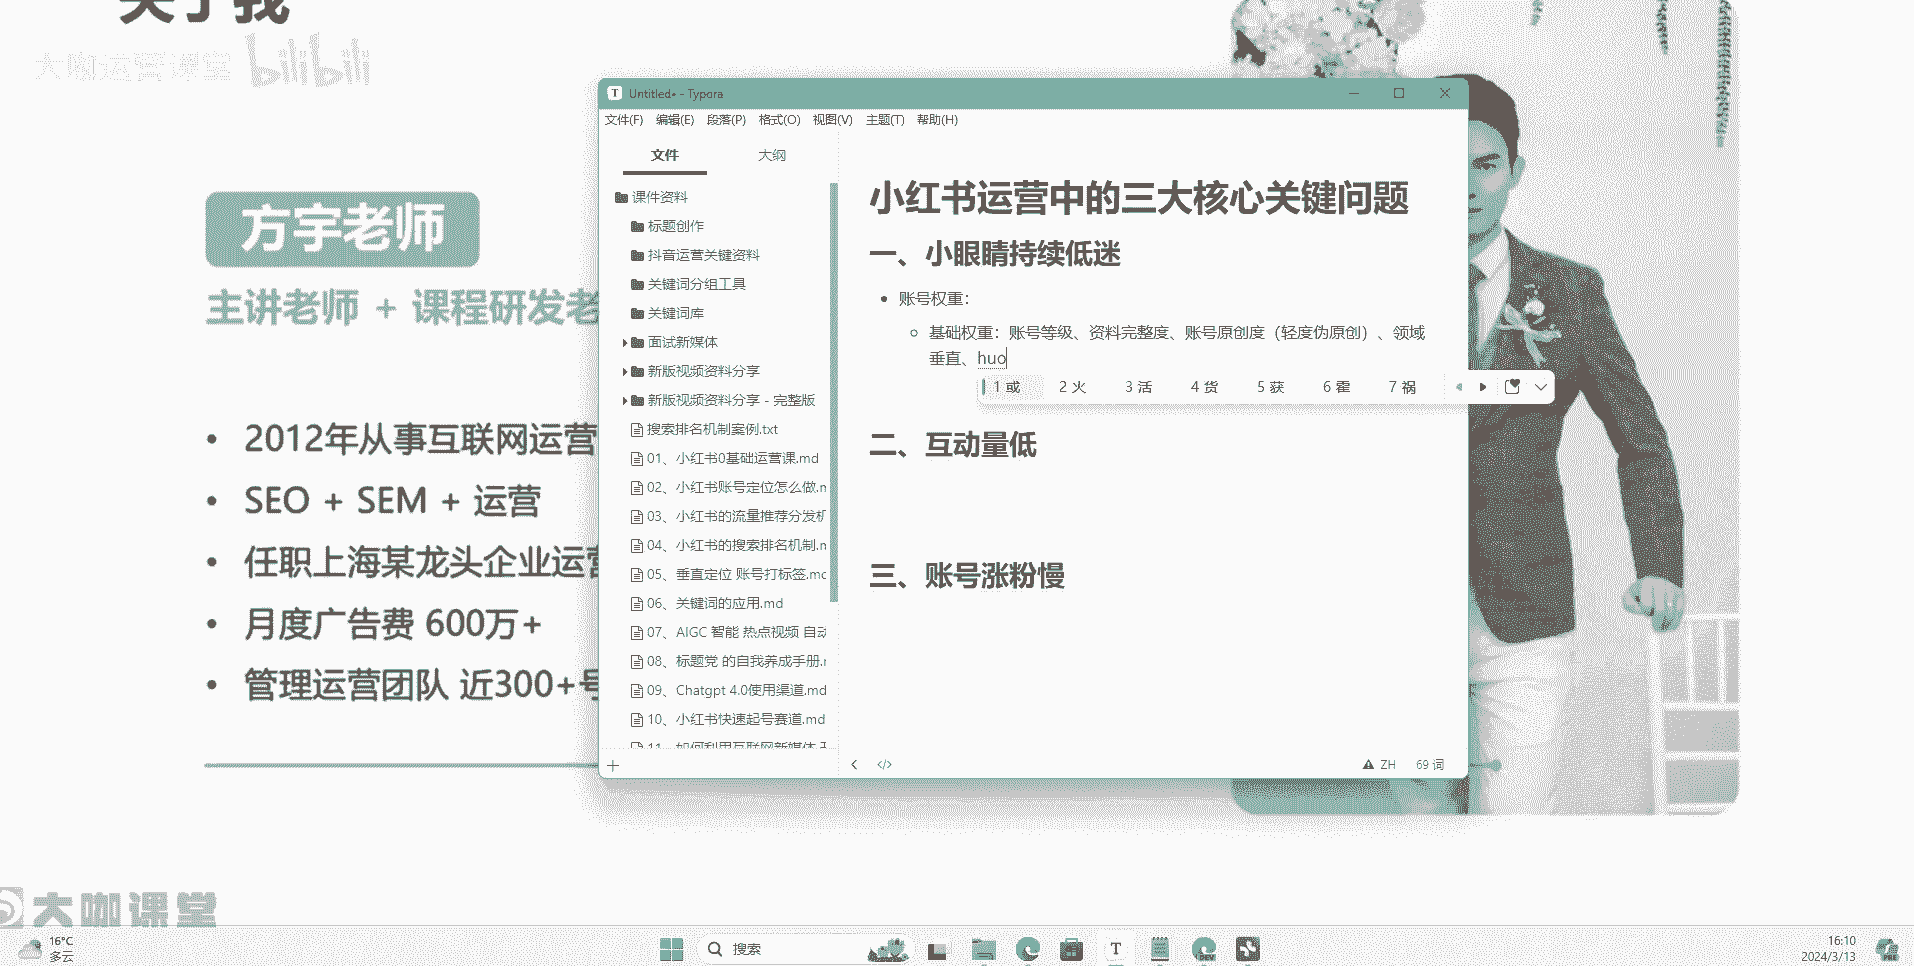 关于我
大咖运营课堂 bilibili
方宇老师
主讲老师 + 课程研发老
• 2012年从事互联网运营
• SEO + SEM + 运营
• 任职上海某龙头企业运营
• 月度广告费 600万+
• 管理运营团队 近300+号
Untitled• - Typora
文件(F) 编辑(E) 段落(P) 格式(O) 视图(V) 主题(T) 帮助(H)
文件 大纲
课件资料
标题创作
抖音运营关键资料
关键词分组工具
关键词库
面试新媒体
新版视频资料分享
新版视频资料分享 - 完整版
搜索排名机制案例.txt
01、小红书0基础运营课.md
02、小红书账号定位怎么做.m
03、小红书的流量推荐分发机
04、小红书的搜索排名机制.m
05、垂直定位 账号打标签.mc
06、关键词的应用.md
07、AIGC 智能 热点视频 自动
08、标题党 的自我养成手册.r
09、Chatgpt 4.0使用渠道.md
10、小红书快速起号赛道.md
11、如何利用互联网新媒体
小红书运营中的三大核心关键问题
一、小眼睛持续低迷
• 账号权重：
基础权重：账号等级、资料完整度、账号原创度（轻度伪原创）、领域
垂直、huo
1 或 2 火 3 活 4 货 5 获 6 霍 7 祸
二、互动量低
三、账号涨粉慢
ZH 69 词
大咖课堂
16°C
多云
搜索
T
DEV
16:10
2024/3/13
PRE